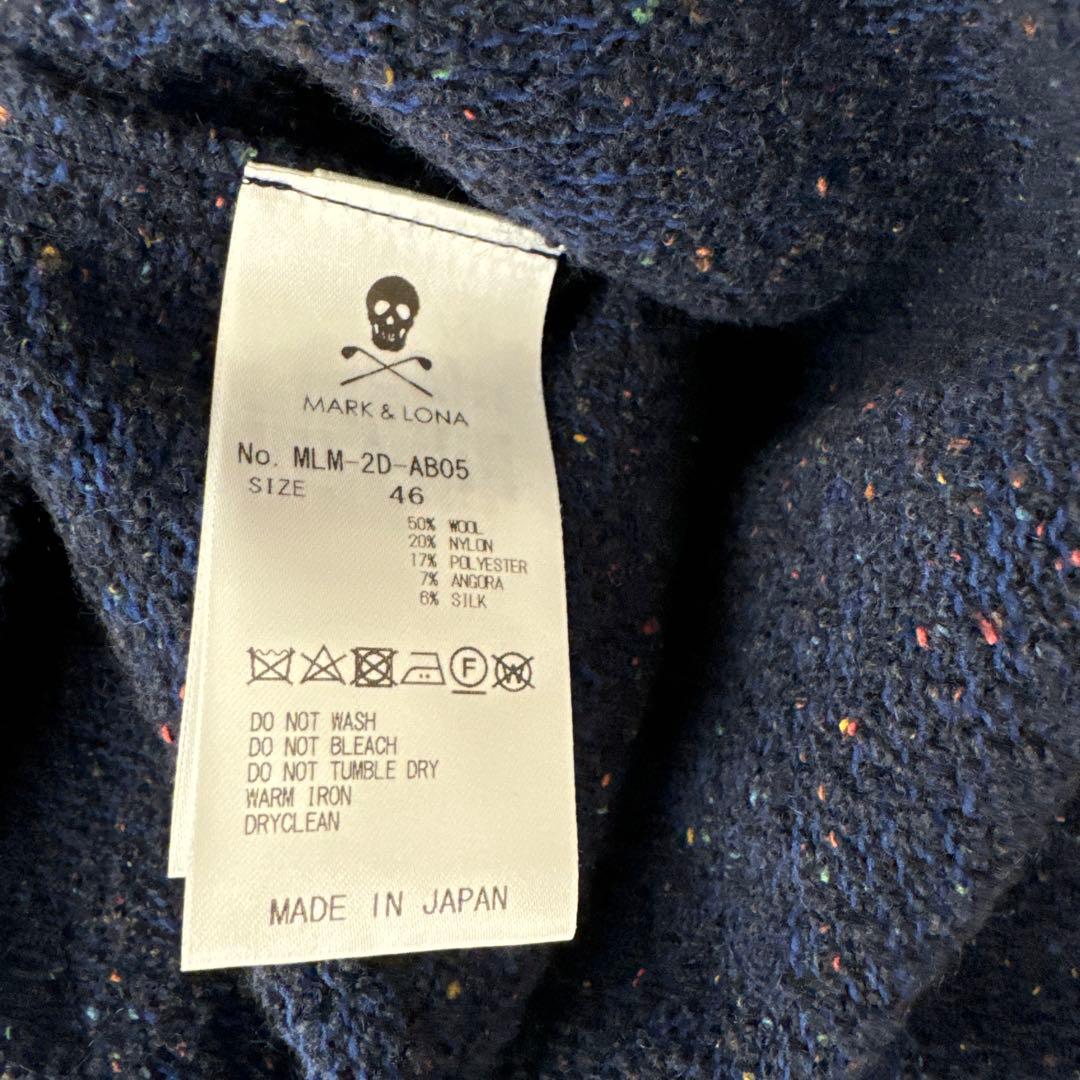 MARK & LONA
No. MLM-2D-AB05
SIZE 46
50% WOOL
20% NYLON
17% POLYESTER
7% ANGORA
6% SILK
F W
DO NOT WASH
DO NOT BLEACH
DO NOT TUMBLE DRY
WARM IRON
DRYCLEAN
MADE IN JAPAN